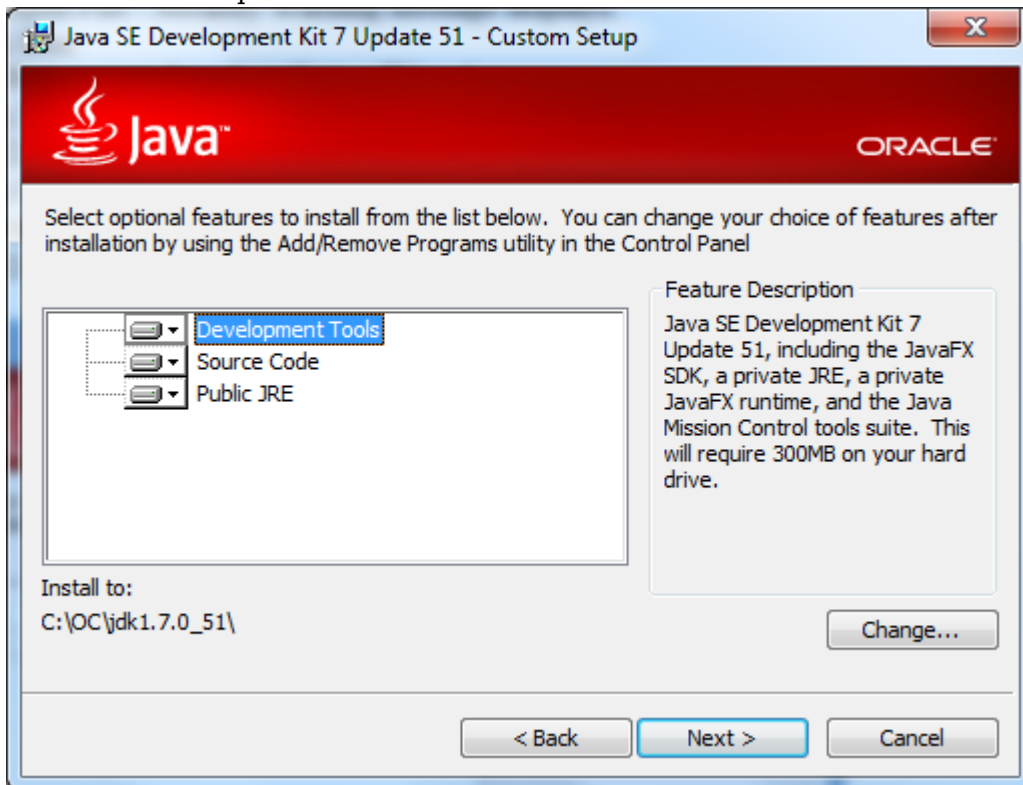 Java SE Development Kit 7 Update 51 - Custom Setup
Java™
ORACLE
Select optional features to install from the list below. You can change your choice of features after
installation by using the Add/Remove Programs utility in the Control Panel
Development Tools
Source Code
Public JRE
Feature Description
Java SE Development Kit 7
Update 51, including the JavaFX
SDK, a private JRE, a private
JavaFX runtime, and the Java
Mission Control tools suite. This
will require 300MB on your hard
drive.
Install to:
C:\OC\jdk1.7.0_51\
Change...
< Back
Next >
Cancel